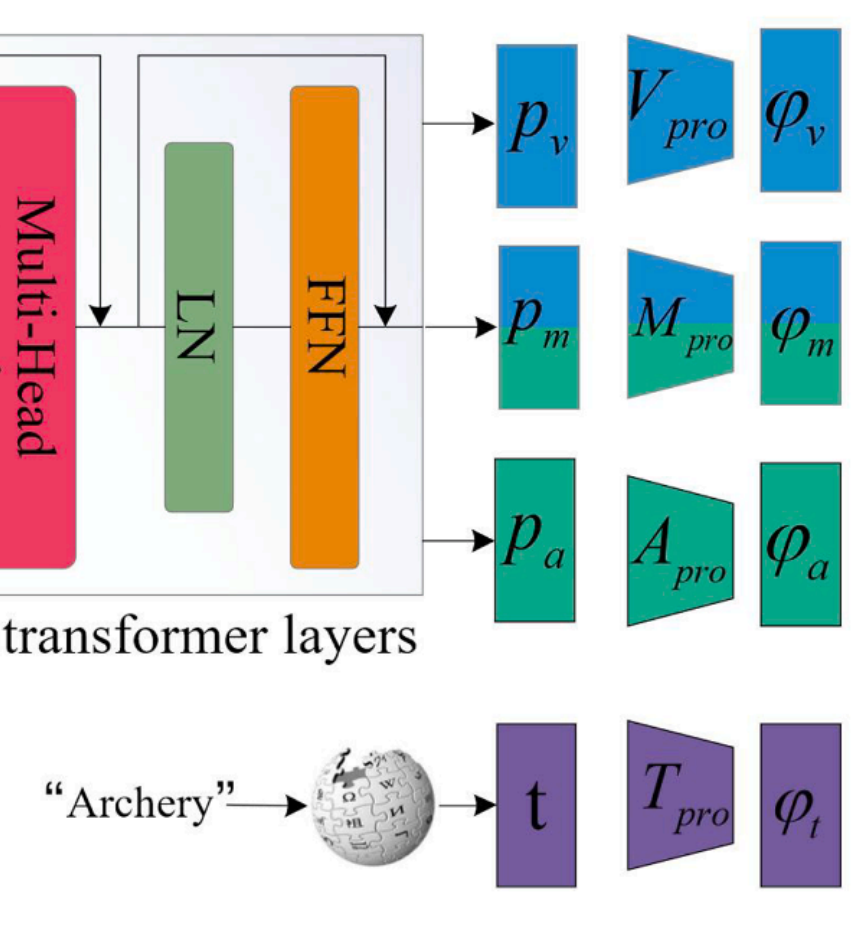 Multi-Head
LN
FFN
p_v
V_pro
φ_v
p_m
M_pro
φ_m
p_a
A_pro
φ_a
transformer layers
“Archery”
Ω
W
И
t
T_pro
φ_t